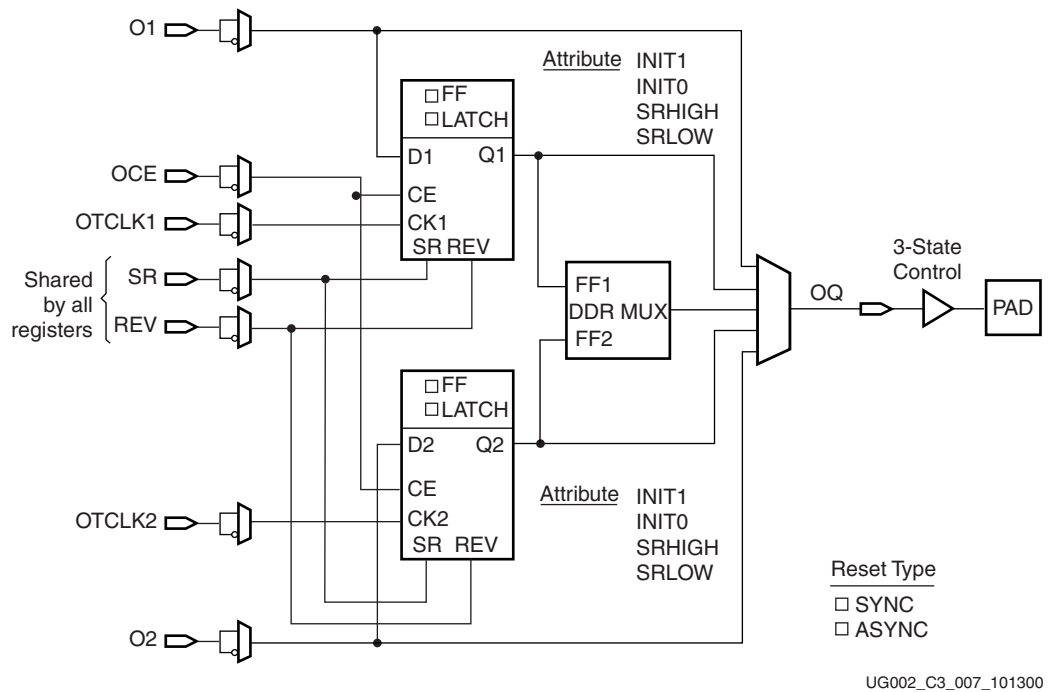 O1
Attribute INIT1
INIT0
SRHIGH
SRLOW
FF
LATCH
D1 Q1
OCE
CE
OTCLK1
CK1
SR REV
Shared
by all
registers
SR
REV
FF1
DDR MUX
FF2
OQ
3-State
Control
PAD
FF
LATCH
D2 Q2
CE
OTCLK2
CK2
SR REV
Attribute INIT1
INIT0
SRHIGH
SRLOW
Reset Type
SYNC
ASYNC
O2
UG002_C3_007_101300